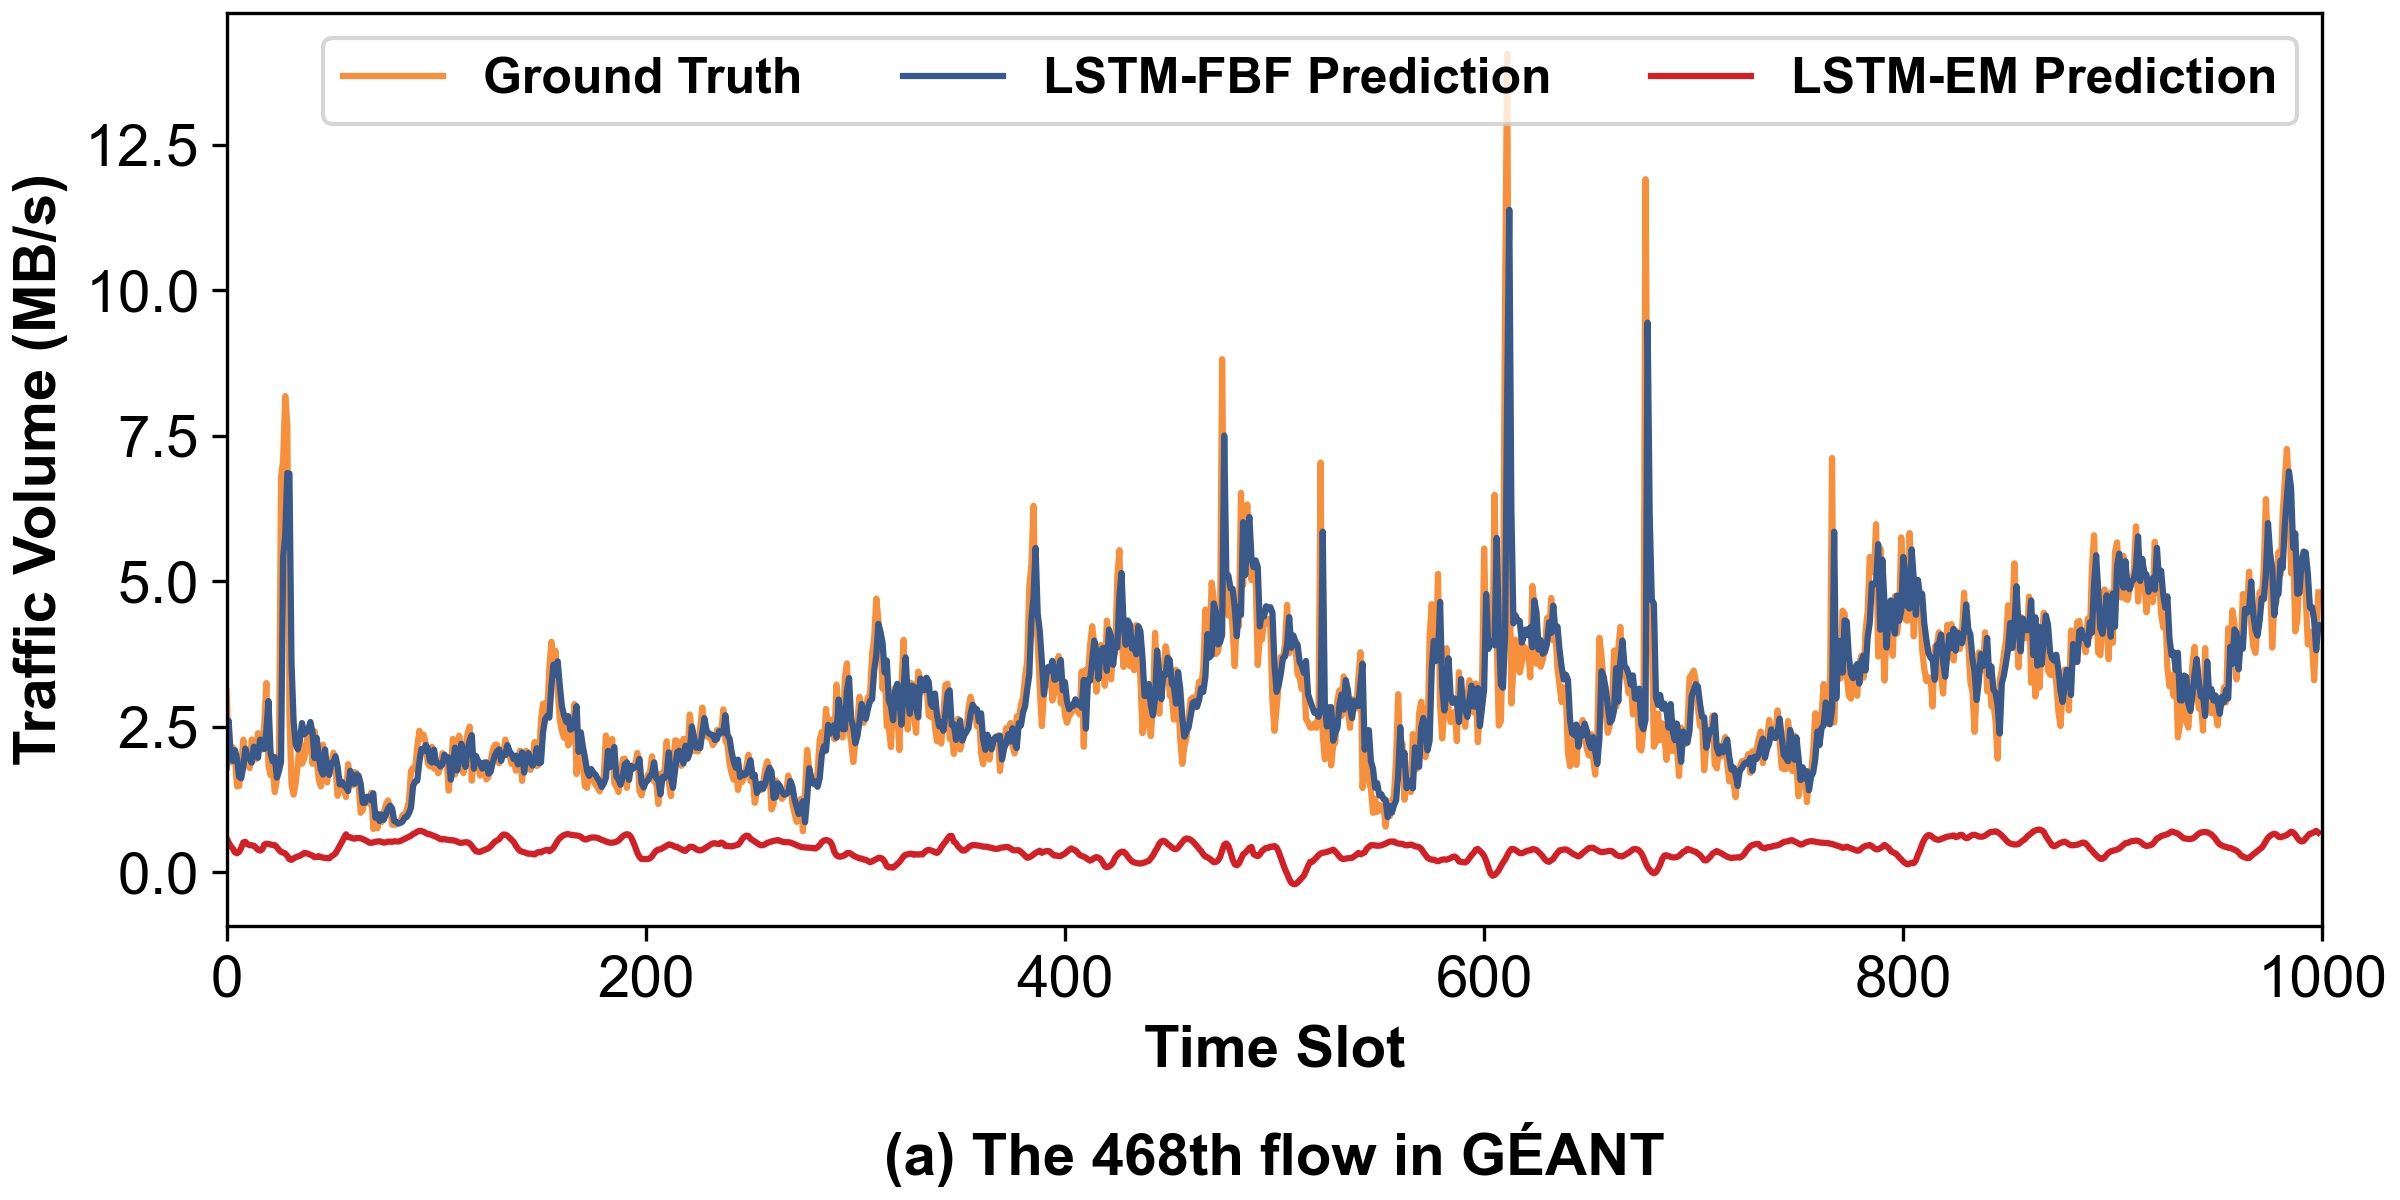 Ground Truth LSTM-FBF Prediction LSTM-EM Prediction
Traffic Volume (MB/s)
12.5
10.0
7.5
5.0
2.5
0.0
0 200 400 600 800 1000
Time Slot
(a) The 468th flow in GÉANT